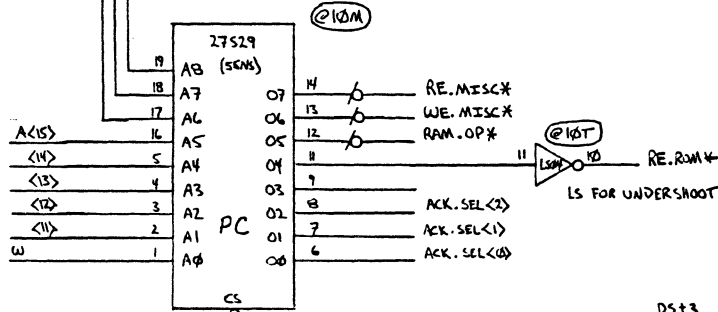 @10M
27S29
(55NS)
19 A8
18 A7 O7 14 RE.MISC*
17 A6 O6 13 WE.MISC*
A<15> 16 A5 O5 12 RAM.OP* @10T
<14> 5 A4 O4 11 11 LS04 10 RE.ROM*
<13> 4 A3 O3 9 LS FOR UNDERSHOOT
<12> 3 A2 O2 8 ACK.SEL<2>
<11> 2 A1 PC O1 7 ACK.SEL<1>
W 1 A0 O0 6 ACK.SEL<0>
CS